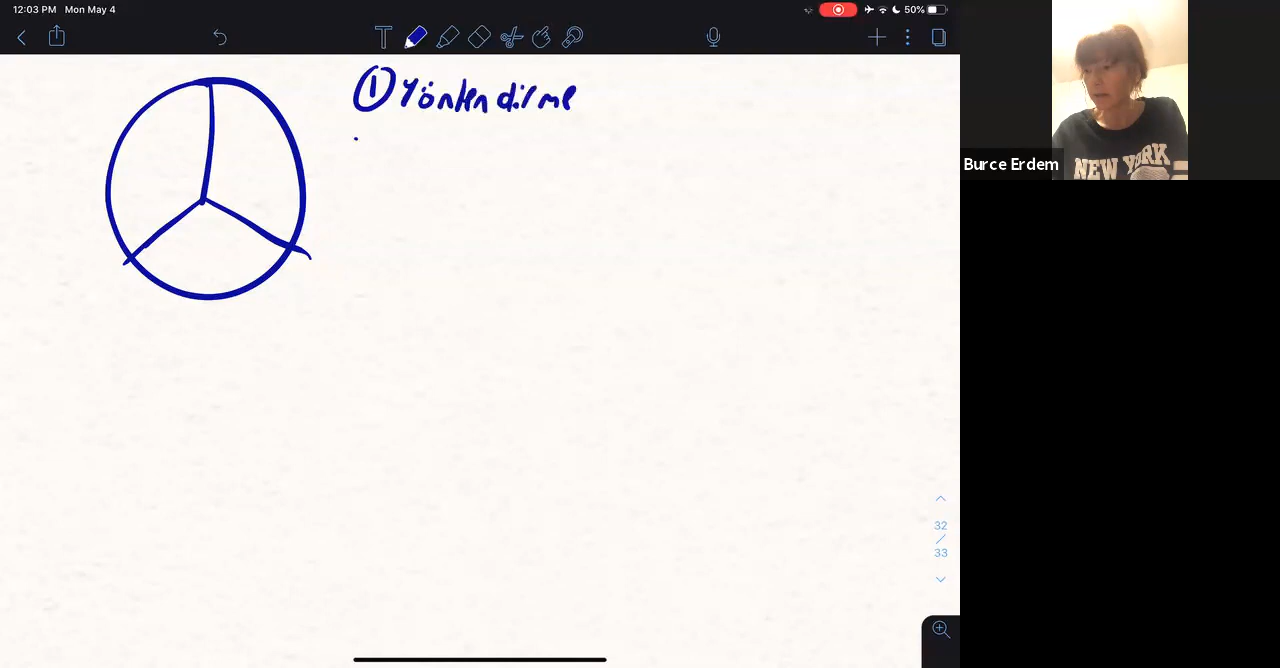 12:03 PM Mon May 4
50%
① Yönlendirme
Burce Erdem
NEW YORK
32
/
33